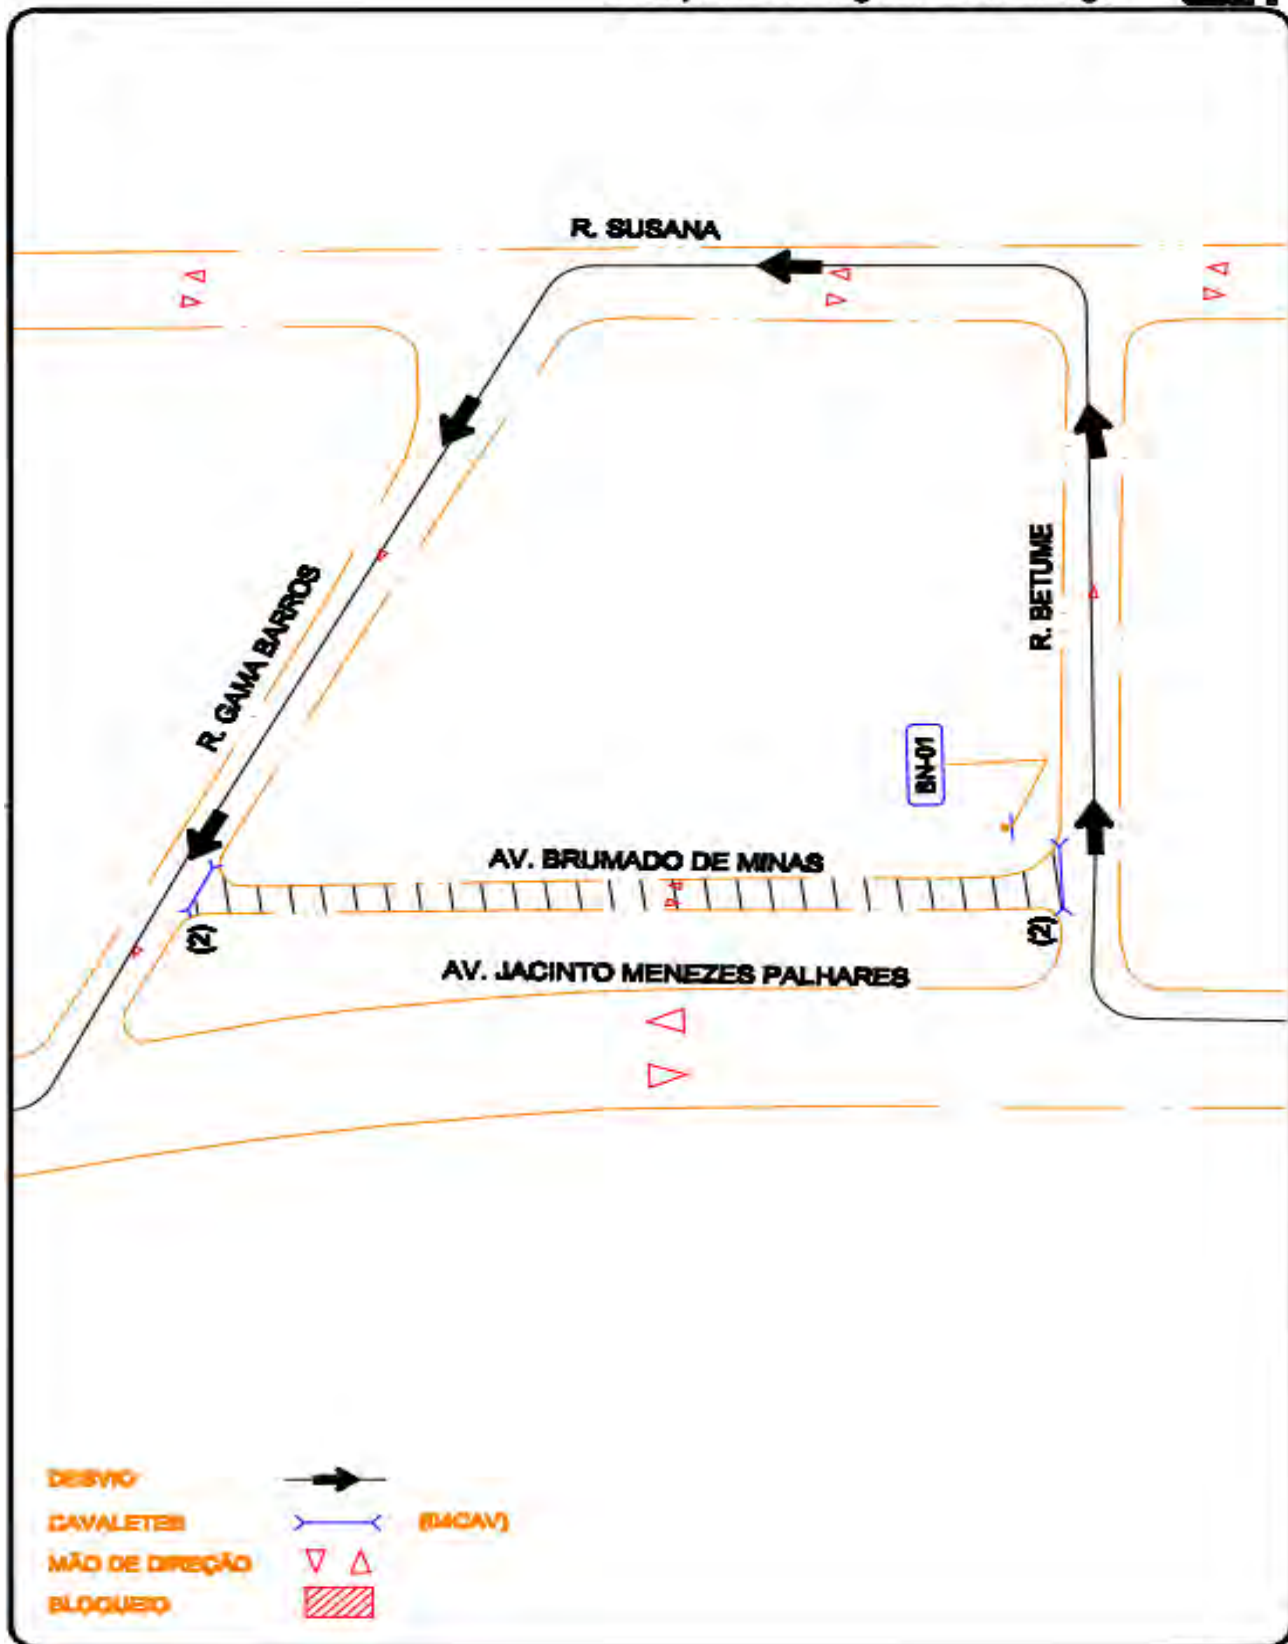 R. SUSANA
R. GAMA BARROS
R. BETUME
BN-01
AV. BRUMADO DE MINAS
(2)
(2)
AV. JACINTO MENEZES PALHARES
DESVIO
CAVALETES
(04CAV)
MÃO DE DIREÇÃO
BLOQUEIO